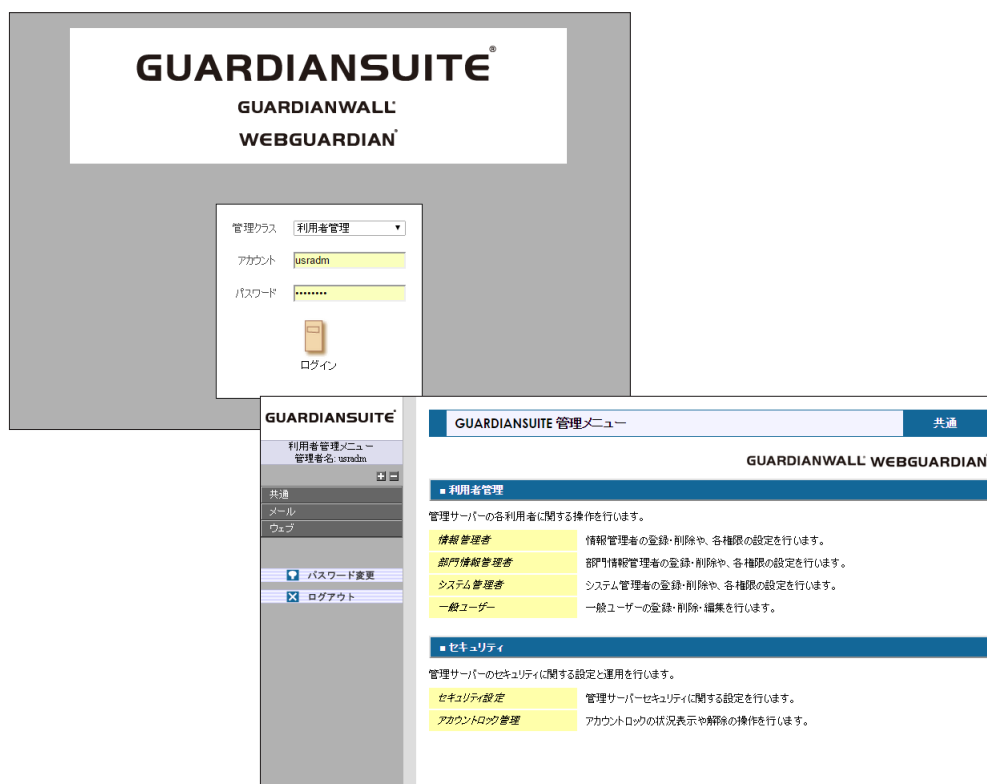 GUARDIANSUITE®
GUARDIANWALL®
WEBGUARDIAN®
管理クラス 利用者管理
アカウント usradm
パスワード ••••••••
ログイン
GUARDIANSUITE®
利用者管理メニュー
管理者名: usradm
共通
メール
ウェブ
パスワード変更
ログアウト
GUARDIANSUITE 管理メニュー 共通
GUARDIANWALL® WEBGUARDIAN®
■ 利用者管理
管理サーバーの各利用者に関する操作を行います。
情報管理者 情報管理者の登録・削除や、各権限の設定を行います。
部門情報管理者 部門情報管理者の登録・削除や、各権限の設定を行います。
システム管理者 システム管理者の登録・削除や、各権限の設定を行います。
一般ユーザー 一般ユーザーの登録・削除・編集を行います。
■ セキュリティ
管理サーバーのセキュリティに関する設定と運用を行います。
セキュリティ設定 管理サーバーセキュリティに関する設定を行います。
アカウントロック管理 アカウントロックの状況表示や解除の操作を行います。